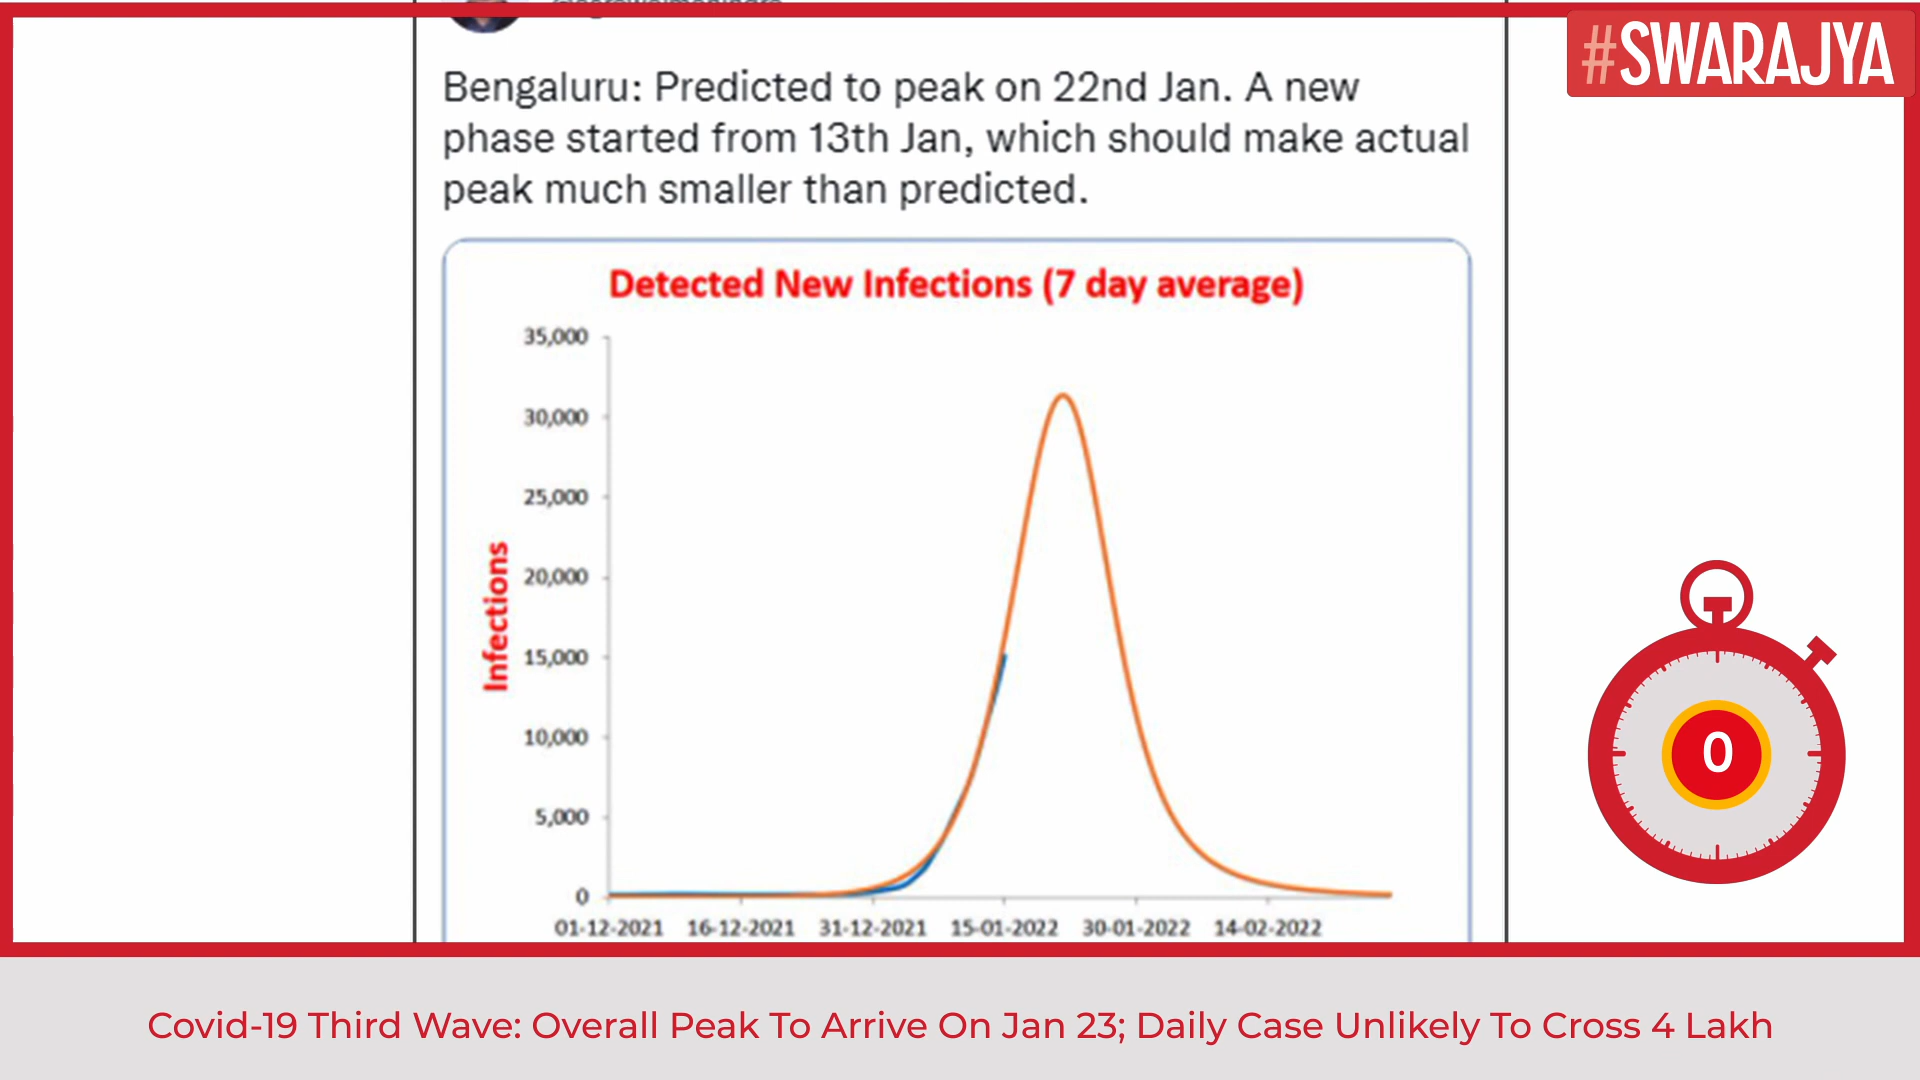 #SWARAJYA
Bengaluru: Predicted to peak on 22nd Jan. A new
phase started from 13th Jan, which should make actual
peak much smaller than predicted.
Detected New Infections (7 day average)
35,000
30,000
25,000
20,000
15,000
10,000
5,000
0
Infections
01-12-2021 16-12-2021 31-12-2021 15-01-2022 30-01-2022 14-02-2022
0
Covid-19 Third Wave: Overall Peak To Arrive On Jan 23; Daily Case Unlikely To Cross 4 Lakh